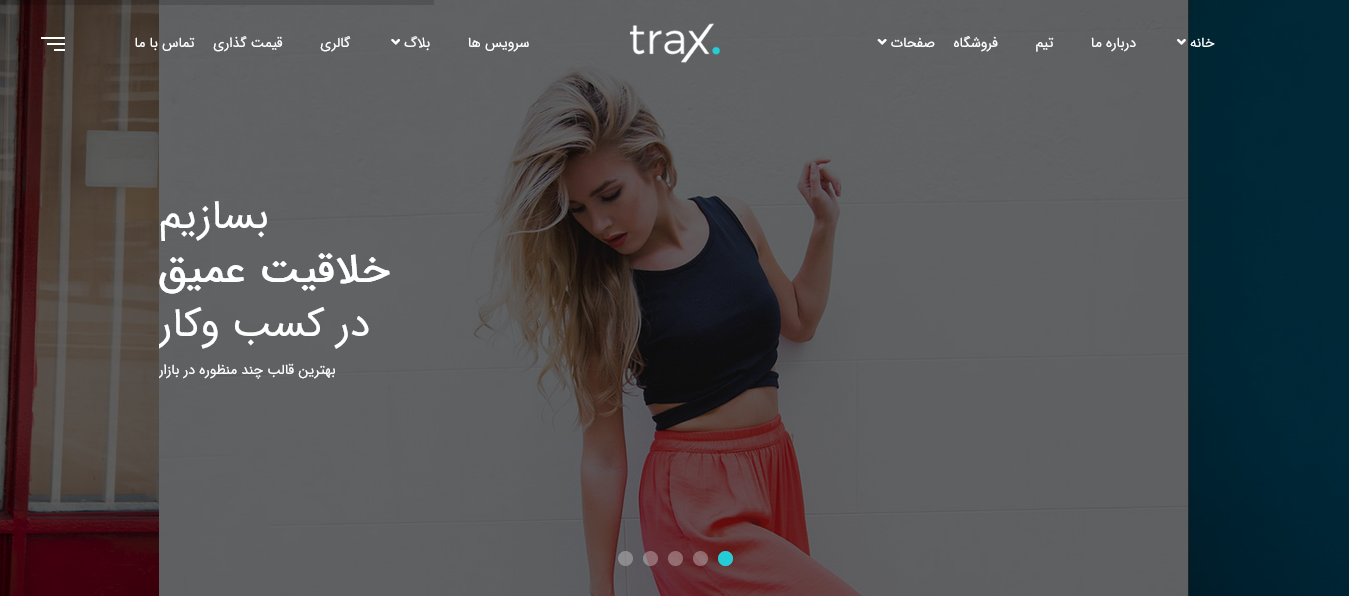 خانه
درباره ما
تیم
فروشگاه
صفحات
trax.
سرویس ها
بلاگ
گالری
قیمت گذاری
تماس با ما
بسازیم
خلاقیت عمیق
در کسب وکار
بهترین قالب چند منظوره در بازار